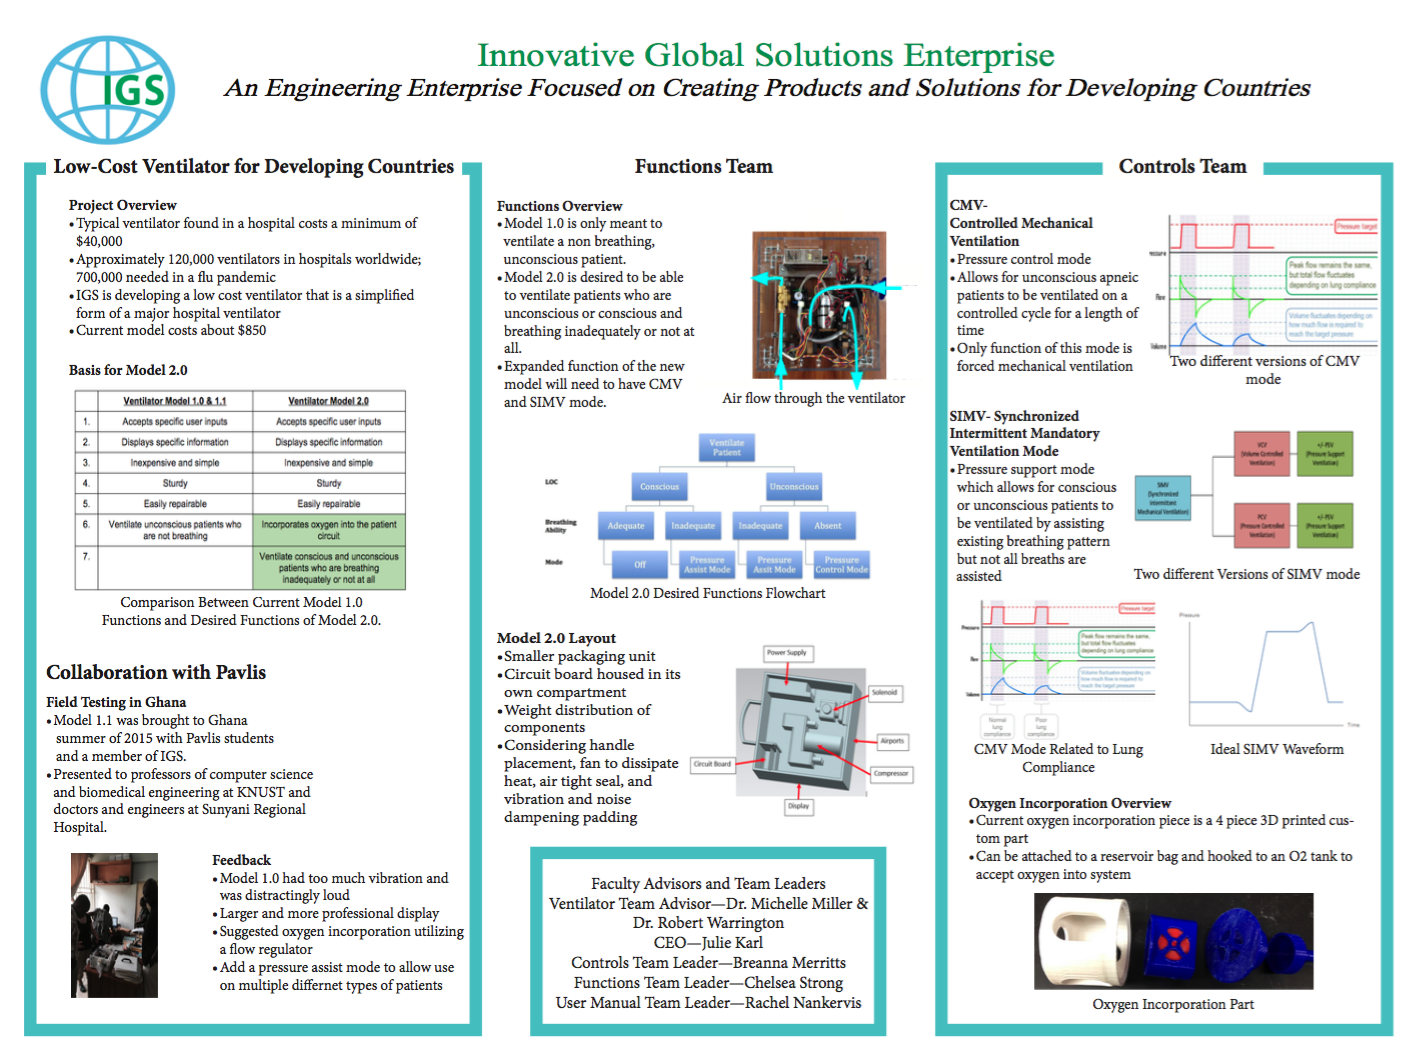 IGS
Innovative Global Solutions Enterprise
An Engineering Enterprise Focused on Creating Products and Solutions for Developing Countries
Low-Cost Ventilator for Developing Countries
Project Overview
•Typical ventilator found in a hospital costs a minimum of
$40,000
•Approximately 120,000 ventilators in hospitals worldwide;
700,000 needed in a flu pandemic
•IGS is developing a low cost ventilator that is a simplified
form of a major hospital ventilator
•Current model costs about $850
Basis for Model 2.0
Ventilator Model 1.0 & 1.1 Ventilator Model 2.0
1. Accepts specific user inputs Accepts specific user inputs
2. Displays specific information Displays specific information
3. Inexpensive and simple Inexpensive and simple
4. Sturdy Sturdy
5. Easily repairable Easily repairable
6. Ventilate unconscious patients who Incorporates oxygen into the patient
are not breathing circuit
7. Ventilate conscious and unconscious
patients who are breathing
inadequately or not at all
Comparison Between Current Model 1.0
Functions and Desired Functions of Model 2.0.
Collaboration with Pavlis
Field Testing in Ghana
•Model 1.1 was brought to Ghana
summer of 2015 with Pavlis students
and a member of IGS.
•Presented to professors of computer science
and biomedical engineering at KNUST and
doctors and engineers at Sunyani Regional
Hospital.
Feedback
•Model 1.0 had too much vibration and
was distractingly loud
•Larger and more professional display
•Suggested oxygen incorporation utilizing
a flow regulator
•Add a pressure assist mode to allow use
on multiple differnet types of patients
Functions Team
Functions Overview
•Model 1.0 is only meant to
ventilate a non breathing,
unconscious patient.
•Model 2.0 is desired to be able
to ventilate patients who are
unconscious or conscious and
breathing inadequately or not at
all.
•Expanded function of the new
model will need to have CMV
and SIMV mode.
Air flow through the ventilator
Ventilate
Patient
LOC
Conscious Unconscious
Breathing
Ability
Adequate Inadequate Inadequate Absent
Mode
Off Pressure Assist Mode Pressure Assit Mode Pressure Control Mode
Model 2.0 Desired Functions Flowchart
Model 2.0 Layout
•Smaller packaging unit
•Circuit board housed in its
own compartment
•Weight distribution of
components
•Considering handle
placement, fan to dissipate
heat, air tight seal, and
vibration and noise
dampening padding
Power Supply
Solenoid
Airports
Circuit Board
Compressor
Display
Faculty Advisors and Team Leaders
Ventilator Team Advisor—Dr. Michelle Miller &
Dr. Robert Warrington
CEO—Julie Karl
Controls Team Leader—Breanna Merritts
Functions Team Leader—Chelsea Strong
User Manual Team Leader—Rachel Nankervis
Controls Team
CMV-
Controlled Mechanical
Ventilation
•Pressure control mode
•Allows for unconscious apneic
patients to be ventilated on a
controlled cycle for a length of
time
•Only function of this mode is
forced mechanical ventilation
Pressure target
Pressure
Peak flow remains the same,
but total flow fluctuates
depending on lung compliance
flow
Volume fluctuates depending on
how much flow is required to
reach the target pressure
Volume
Two different versions of CMV
mode
SIMV- Synchronized
Intermittent Mandatory
Ventilation Mode
•Pressure support mode
which allows for conscious
or unconscious patients to
be ventilated by assisting
existing breathing pattern
but not all breaths are
assisted
SIMV
(Synchronized
Intermittent
Mechanical Ventilation)
VCV
(Volume Controlled
Ventilation)
+/- PSV
(Pressure Support
Ventilation)
PCV
(Pressure Controlled
Ventilation)
+/- PSV
(Pressure Support
Ventilation)
Two different Versions of SIMV mode
Pressure target
Pressure
Peak flow remains the same,
but total flow fluctuates
depending on lung compliance
flow
Volume fluctuates depending on
how much flow is required to
reach the target pressure
Volume
Normal
lung
compliance
Poor
lung
compliance
CMV Mode Related to Lung
Compliance
Pressure
Time
Ideal SIMV Waveform
Oxygen Incorporation Overview
•Current oxygen incorporation piece is a 4 piece 3D printed cus-
tom part
•Can be attached to a reservoir bag and hooked to an O2 tank to
accept oxygen into system
Oxygen Incorporation Part